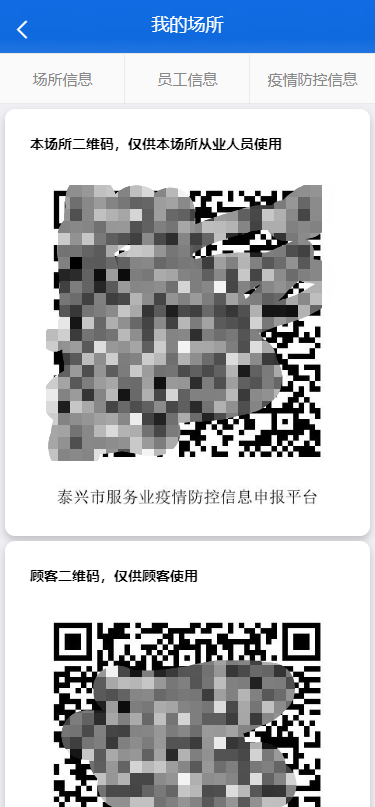 我的场所
场所信息 员工信息 疫情防控信息
本场所二维码，仅供本场所从业人员使用
泰兴市服务业疫情防控信息申报平台
顾客二维码，仅供顾客使用